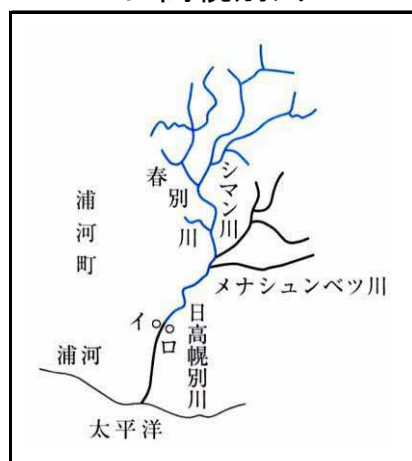 春別川
シマン川
浦河町
メナシュンベツ川
イ
ロ
日高幌別川
浦河
太平洋